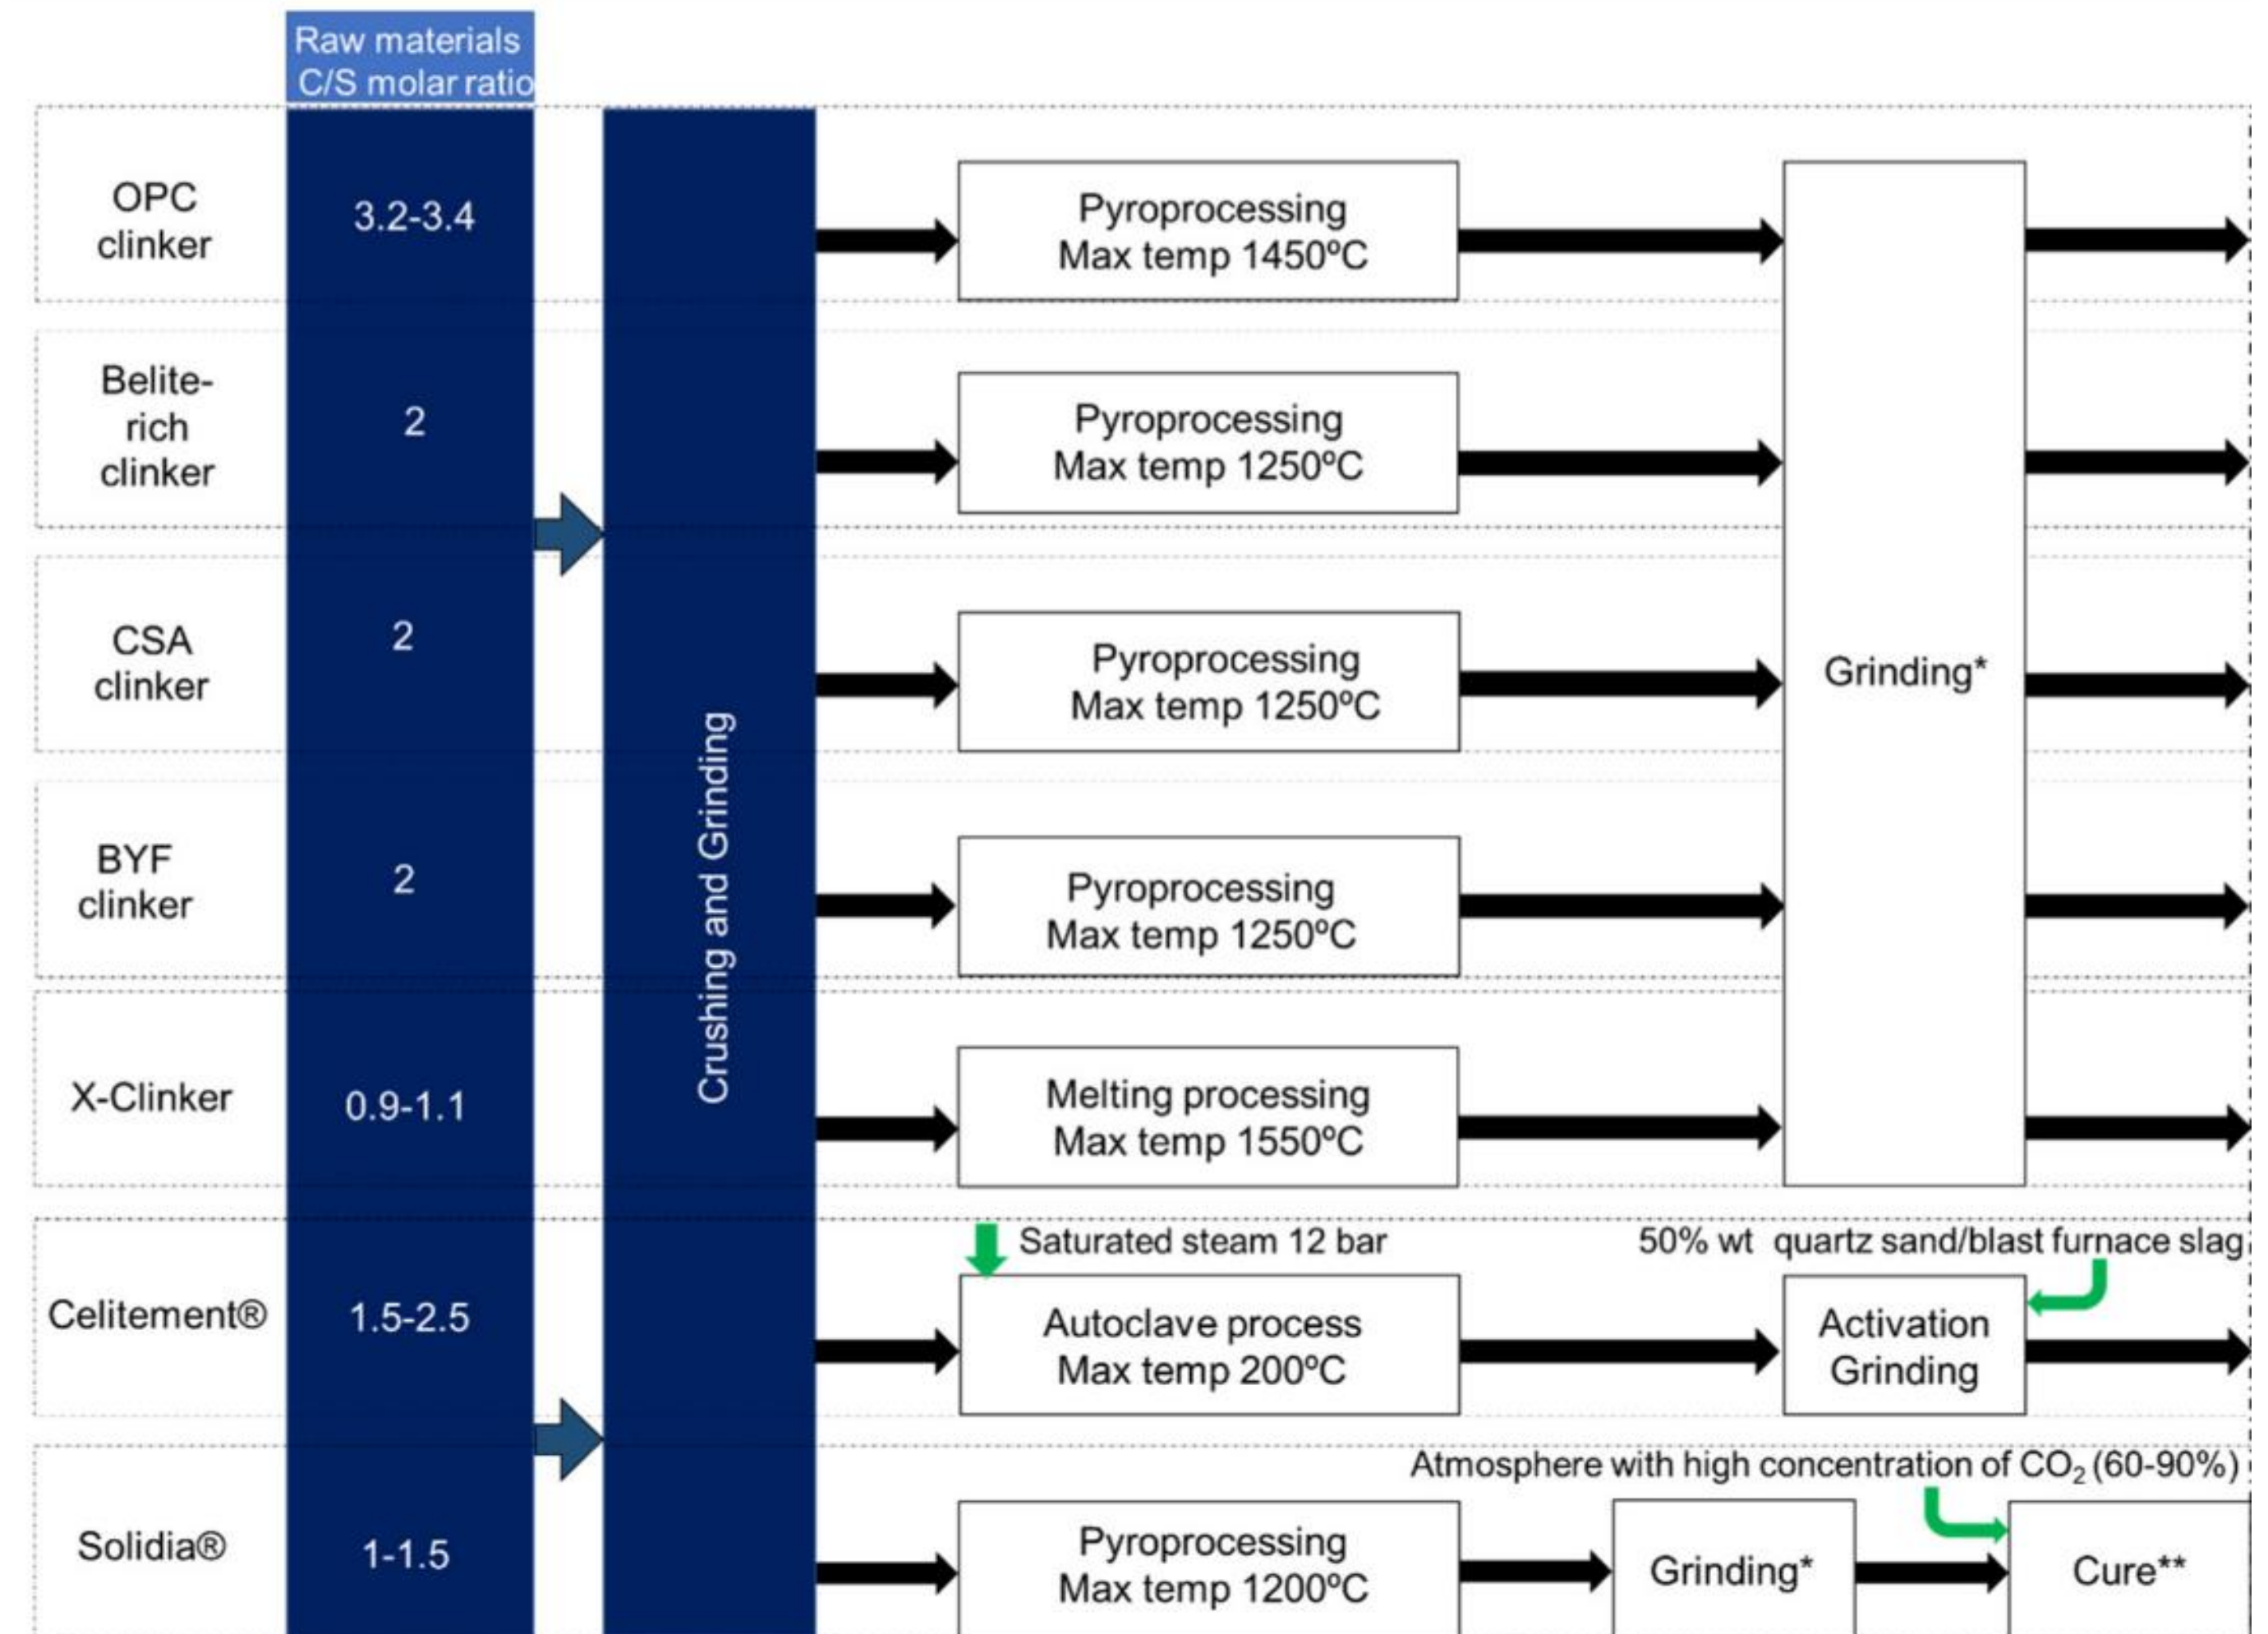 Raw materials
C/S molar ratio
OPC
clinker
3.2-3.4
Pyroprocessing
Max temp 1450ºC
Belite-
rich
clinker
2
Pyroprocessing
Max temp 1250ºC
CSA
clinker
2
Pyroprocessing
Max temp 1250ºC
Grinding*
Crushing and Grinding
BYF
clinker
2
Pyroprocessing
Max temp 1250ºC
X-Clinker
0.9-1.1
Melting processing
Max temp 1550ºC
Saturated steam 12 bar
50% wt quartz sand/blast furnace slag
Celitement®
1.5-2.5
Autoclave process
Max temp 200ºC
Activation
Grinding
Atmosphere with high concentration of CO₂ (60-90%)
Solidia®
1-1.5
Pyroprocessing
Max temp 1200ºC
Grinding*
Cure**